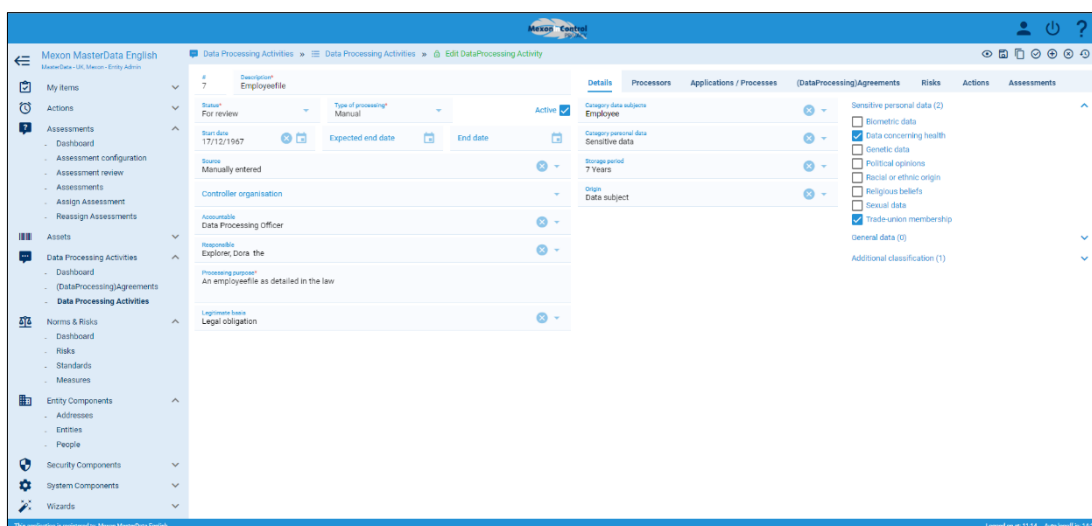 Mexon in Control
?
Mexon MasterData English
MasterData - UK, Mexon - Entity Admin
Data Processing Activities » Data Processing Activities » Edit DataProcessing Activity
My items
Actions
Assessments
- Dashboard
- Assessment configuration
- Assessment review
- Assessments
- Assign Assessment
- Reassign Assessments
Assets
Data Processing Activities
- Dashboard
- (DataProcessing)Agreements
- Data Processing Activities
Norms & Risks
- Dashboard
- Risks
- Standards
- Measures
Entity Components
- Addresses
- Entities
- People
Security Components
System Components
Wizards
# Description*
7 Employeefile
Status* Type of processing*
For review Manual Active
Start date Expected end date End date
17/12/1967
Source
Manually entered
Controller organisation
Accountable
Data Processing Officer
Responsible
Explorer, Dora the
Processing purpose*
An employeefile as detailed in the law
Legitimate basis
Legal obligation
Details Processors Applications / Processes (DataProcessing)Agreements Risks Actions Assessments
Category data subjects
Employee
Category personal data
Sensitive data
Storage period
7 Years
Origin
Data subject
Sensitive personal data (2)
Biometric data
Data concerning health
Genetic data
Political opinions
Racial or ethnic origin
Religious beliefs
Sexual data
Trade-union membership
General data (0)
Additional classification (1)